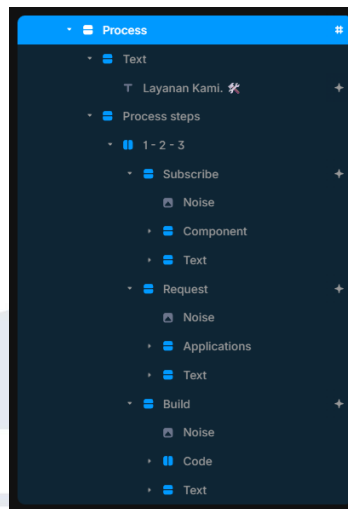 Process
Text
Layanan Kami. 🛠️
Process steps
1 - 2 - 3
Subscribe
Noise
Component
Text
Request
Noise
Applications
Text
Build
Noise
Code
Text